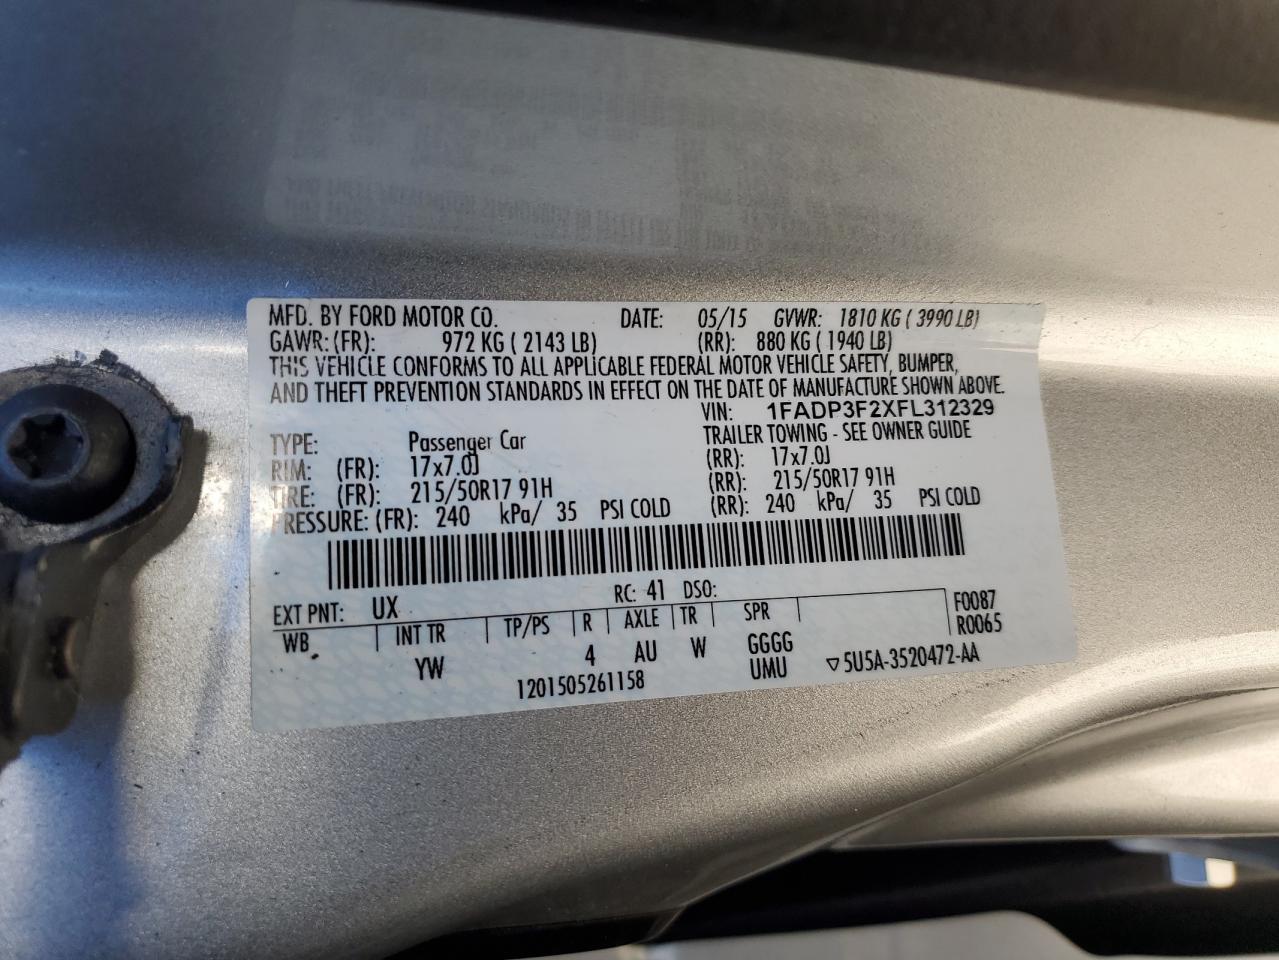 MFD. BY FORD MOTOR CO. DATE: 05/15 GVWR: 1810 KG ( 3990 LB)
GAWR: (FR): 972 KG ( 2143 LB) (RR): 880 KG ( 1940 LB)
THIS VEHICLE CONFORMS TO ALL APPLICABLE FEDERAL MOTOR VEHICLE SAFETY, BUMPER,
AND THEFT PREVENTION STANDARDS IN EFFECT ON THE DATE OF MANUFACTURE SHOWN ABOVE.
VIN: 1FADP3F2XFL312329
TYPE: Passenger Car TRAILER TOWING - SEE OWNER GUIDE
RIM: (FR): 17x7.0J (RR): 17x7.0J
TIRE: (FR): 215/50R17 91H (RR): 215/50R17 91H
PRESSURE: (FR): 240 kPa/ 35 PSI COLD (RR): 240 kPa/ 35 PSI COLD
EXT PNT: UX RC: 41 DSO: F0087
WB INT TR TP/PS R AXLE TR SPR R0065
YW 4 AU W GGGG ▽5U5A-3520472-AA
1201505261158 UMU